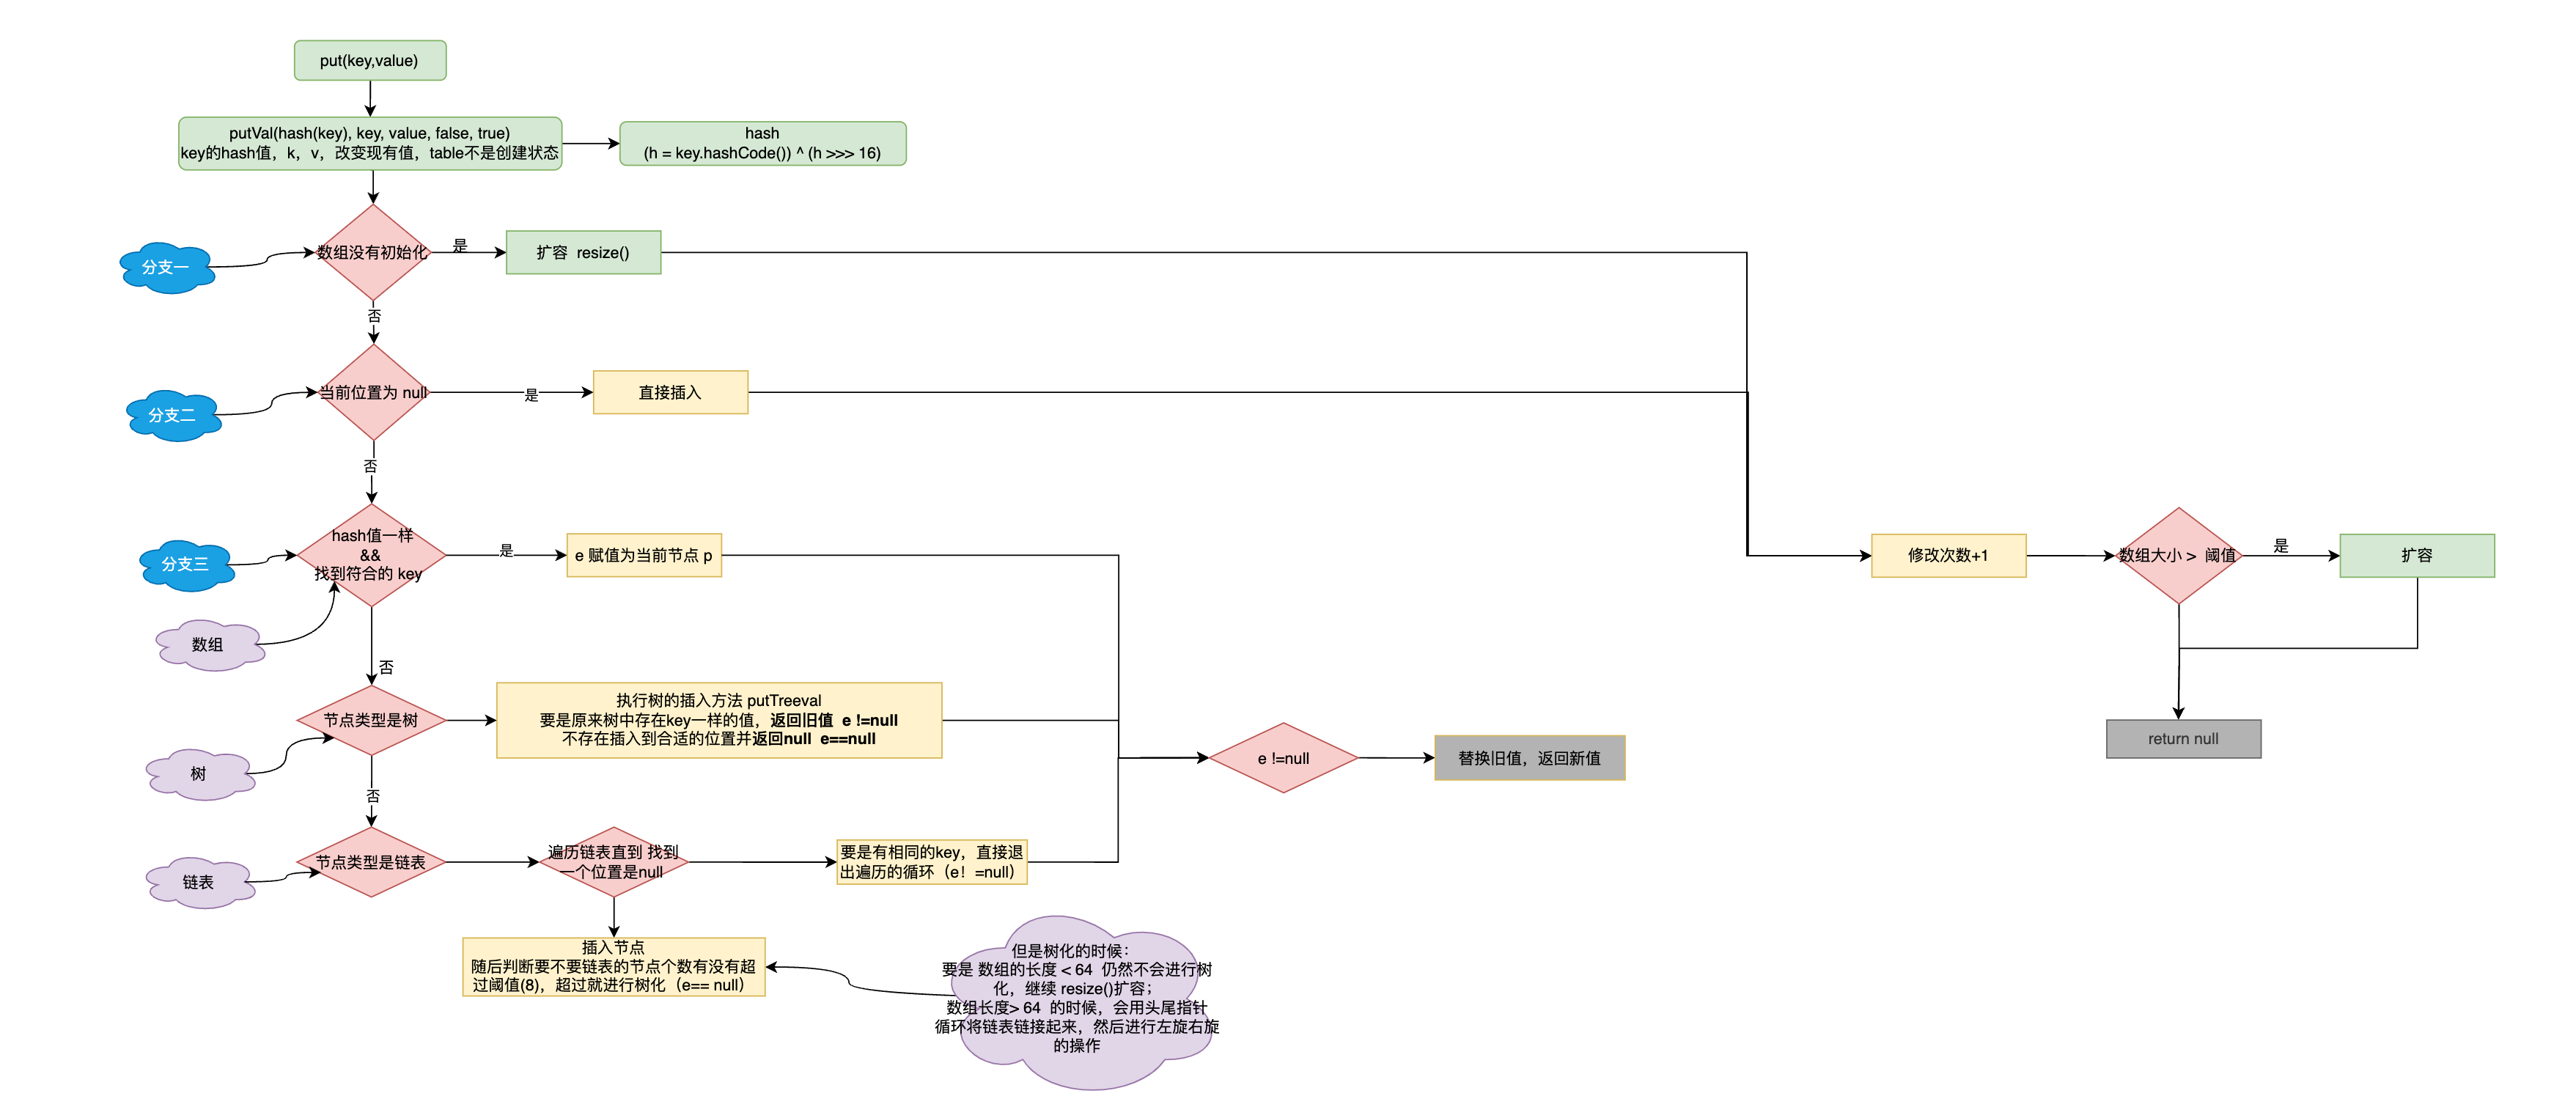 put(key,value)
putVal(hash(key), key, value, false, true)
key的hash值，k，v，改变现有值，table不是创建状态
hash
(h = key.hashCode()) ^ (h >>> 16)
分支一
数组没有初始化
是
扩容 resize()
否
分支二
当前位置为 null
是
直接插入
否
分支三
hash值一样
&&
找到符合的 key
是
e 赋值为当前节点 p
修改次数+1
数组大小 > 阈值
是
扩容
数组
否
树
节点类型是树
执行树的插入方法 putTreeval
要是原来树中存在key一样的值，返回旧值 e !=null
不存在插入到合适的位置并返回null e==null
e !=null
替换旧值，返回新值
return null
否
链表
节点类型是链表
遍历链表直到 找到
一个位置是null
要是有相同的key，直接退
出遍历的循环（e！=null）
插入节点
随后判断要不要链表的节点个数有没有超
过阈值(8)，超过就进行树化（e== null）
但是树化的时候：
要是 数组的长度 < 64 仍然不会进行树
化，继续 resize()扩容；
数组长度> 64 的时候，会用头尾指针
循环将链表链接起来，然后进行左旋右旋
的操作